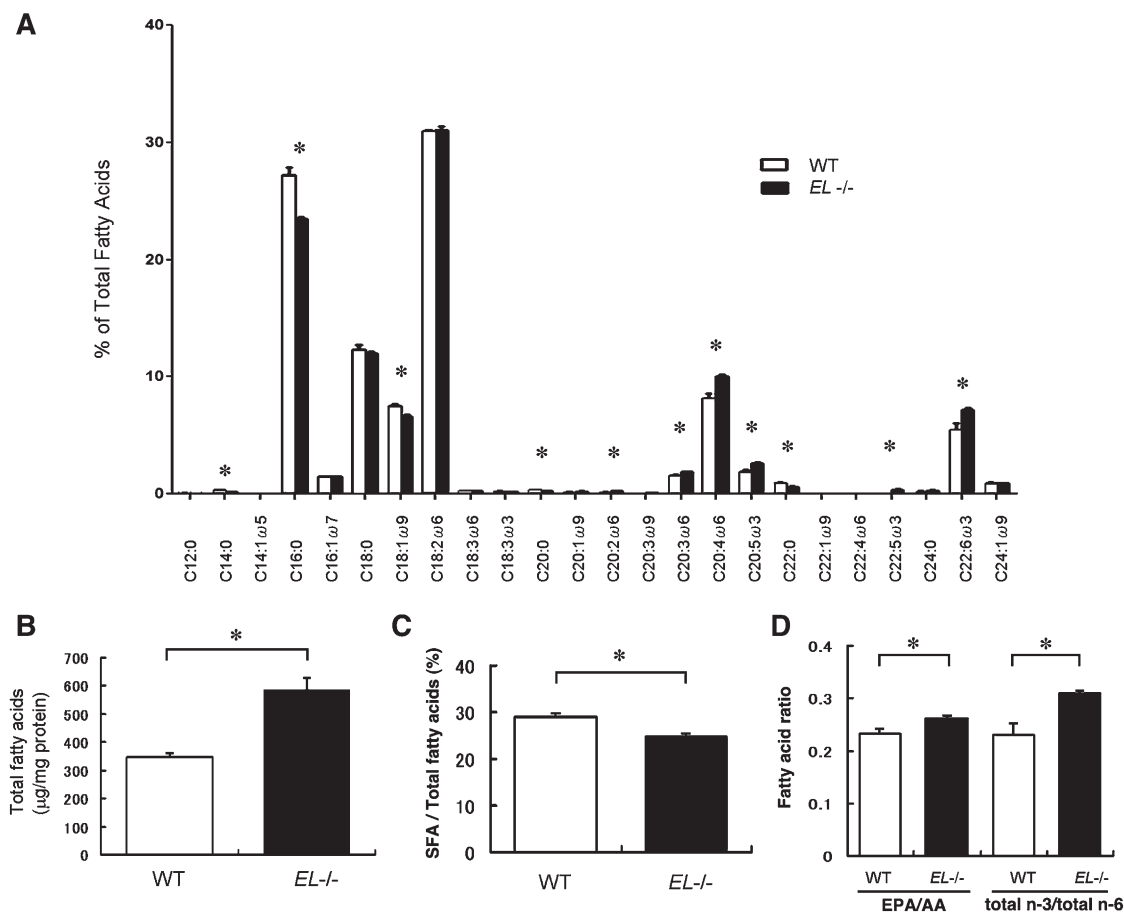 A
40
30
20
10
0
% of Total Fatty Acids
WT
EL -/-
* * * * * * * * * * *
C12:0
C14:0
C14:1ω5
C16:0
C16:1ω7
C18:0
C18:1ω9
C18:2ω6
C18:3ω6
C18:3ω3
C20:0
C20:1ω9
C20:2ω6
C20:3ω9
C20:3ω6
C20:4ω6
C20:5ω3
C22:0
C22:1ω9
C22:4ω6
C22:5ω3
C24:0
C22:6ω3
C24:1ω9
B
Total fatty acids
(μg/mg protein)
700
600
500
400
300
200
100
0
*
WT EL-/-
C
SFA / Total fatty acids (%)
40
30
20
10
0
*
WT EL-/-
D
Fatty acid ratio
0.4
0.3
0.2
0.1
0
* *
WT EL-/- WT EL-/-
EPA/AA total n-3/total n-6